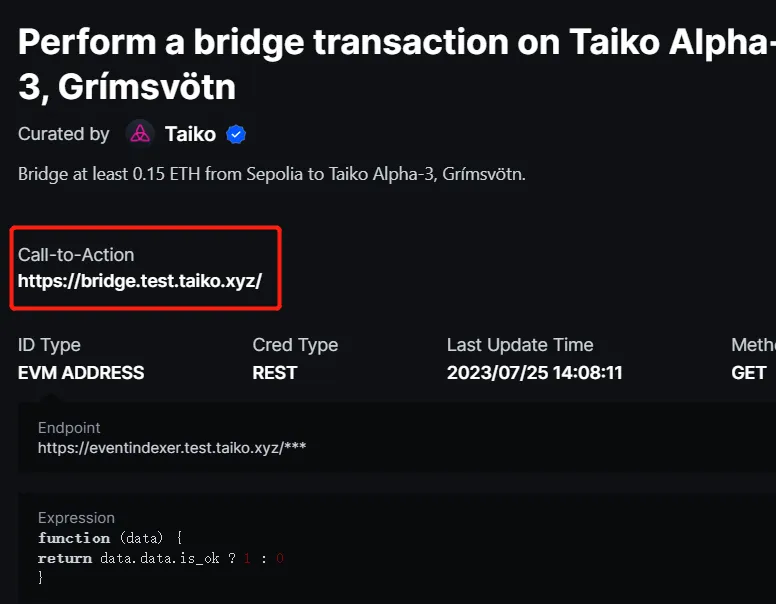 Perform a bridge transaction on Taiko Alpha-
3, Grímsvötn
Curated by Taiko
Bridge at least 0.15 ETH from Sepolia to Taiko Alpha-3, Grímsvötn.
Call-to-Action
https://bridge.test.taiko.xyz/
ID Type Cred Type Last Update Time Meth
EVM ADDRESS REST 2023/07/25 14:08:11 GET
Endpoint
https://eventindexer.test.taiko.xyz/***
Expression
function (data) {
return data.data.is_ok ? 1 : 0
}